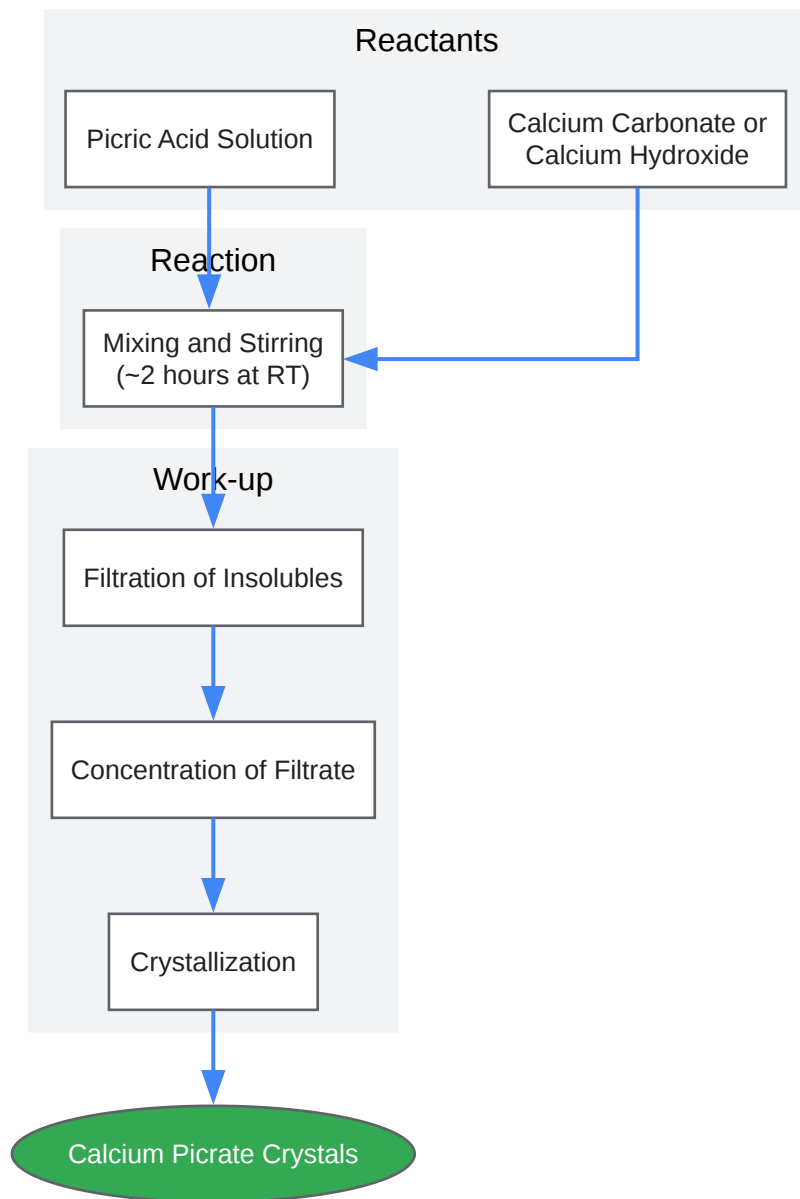 Reactants
Picric Acid Solution
Calcium Carbonate or
Calcium Hydroxide
Reaction
Mixing and Stirring
(~2 hours at RT)
Work-up
Filtration of Insolubles
Concentration of Filtrate
Crystallization
Calcium Picrate Crystals